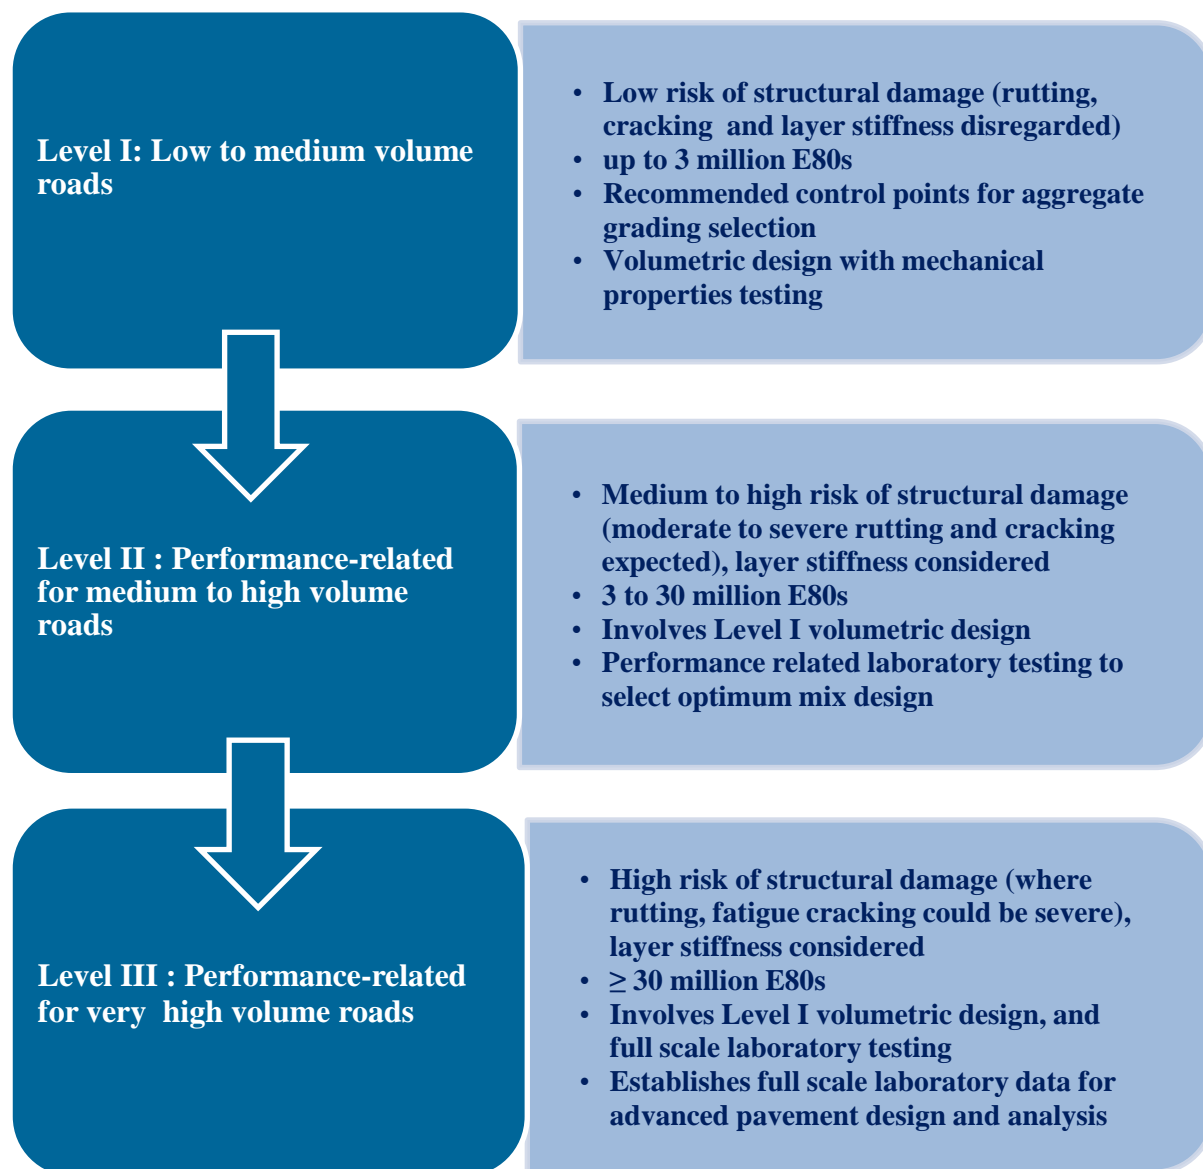 Level I: Low to medium volume
roads
• Low risk of structural damage (rutting,
cracking and layer stiffness disregarded)
• up to 3 million E80s
• Recommended control points for aggregate
grading selection
• Volumetric design with mechanical
properties testing
Level II : Performance-related
for medium to high volume
roads
• Medium to high risk of structural damage
(moderate to severe rutting and cracking
expected), layer stiffness considered
• 3 to 30 million E80s
• Involves Level I volumetric design
• Performance related laboratory testing to
select optimum mix design
Level III : Performance-related
for very high volume roads
• High risk of structural damage (where
rutting, fatigue cracking could be severe),
layer stiffness considered
• ≥ 30 million E80s
• Involves Level I volumetric design, and
full scale laboratory testing
• Establishes full scale laboratory data for
advanced pavement design and analysis